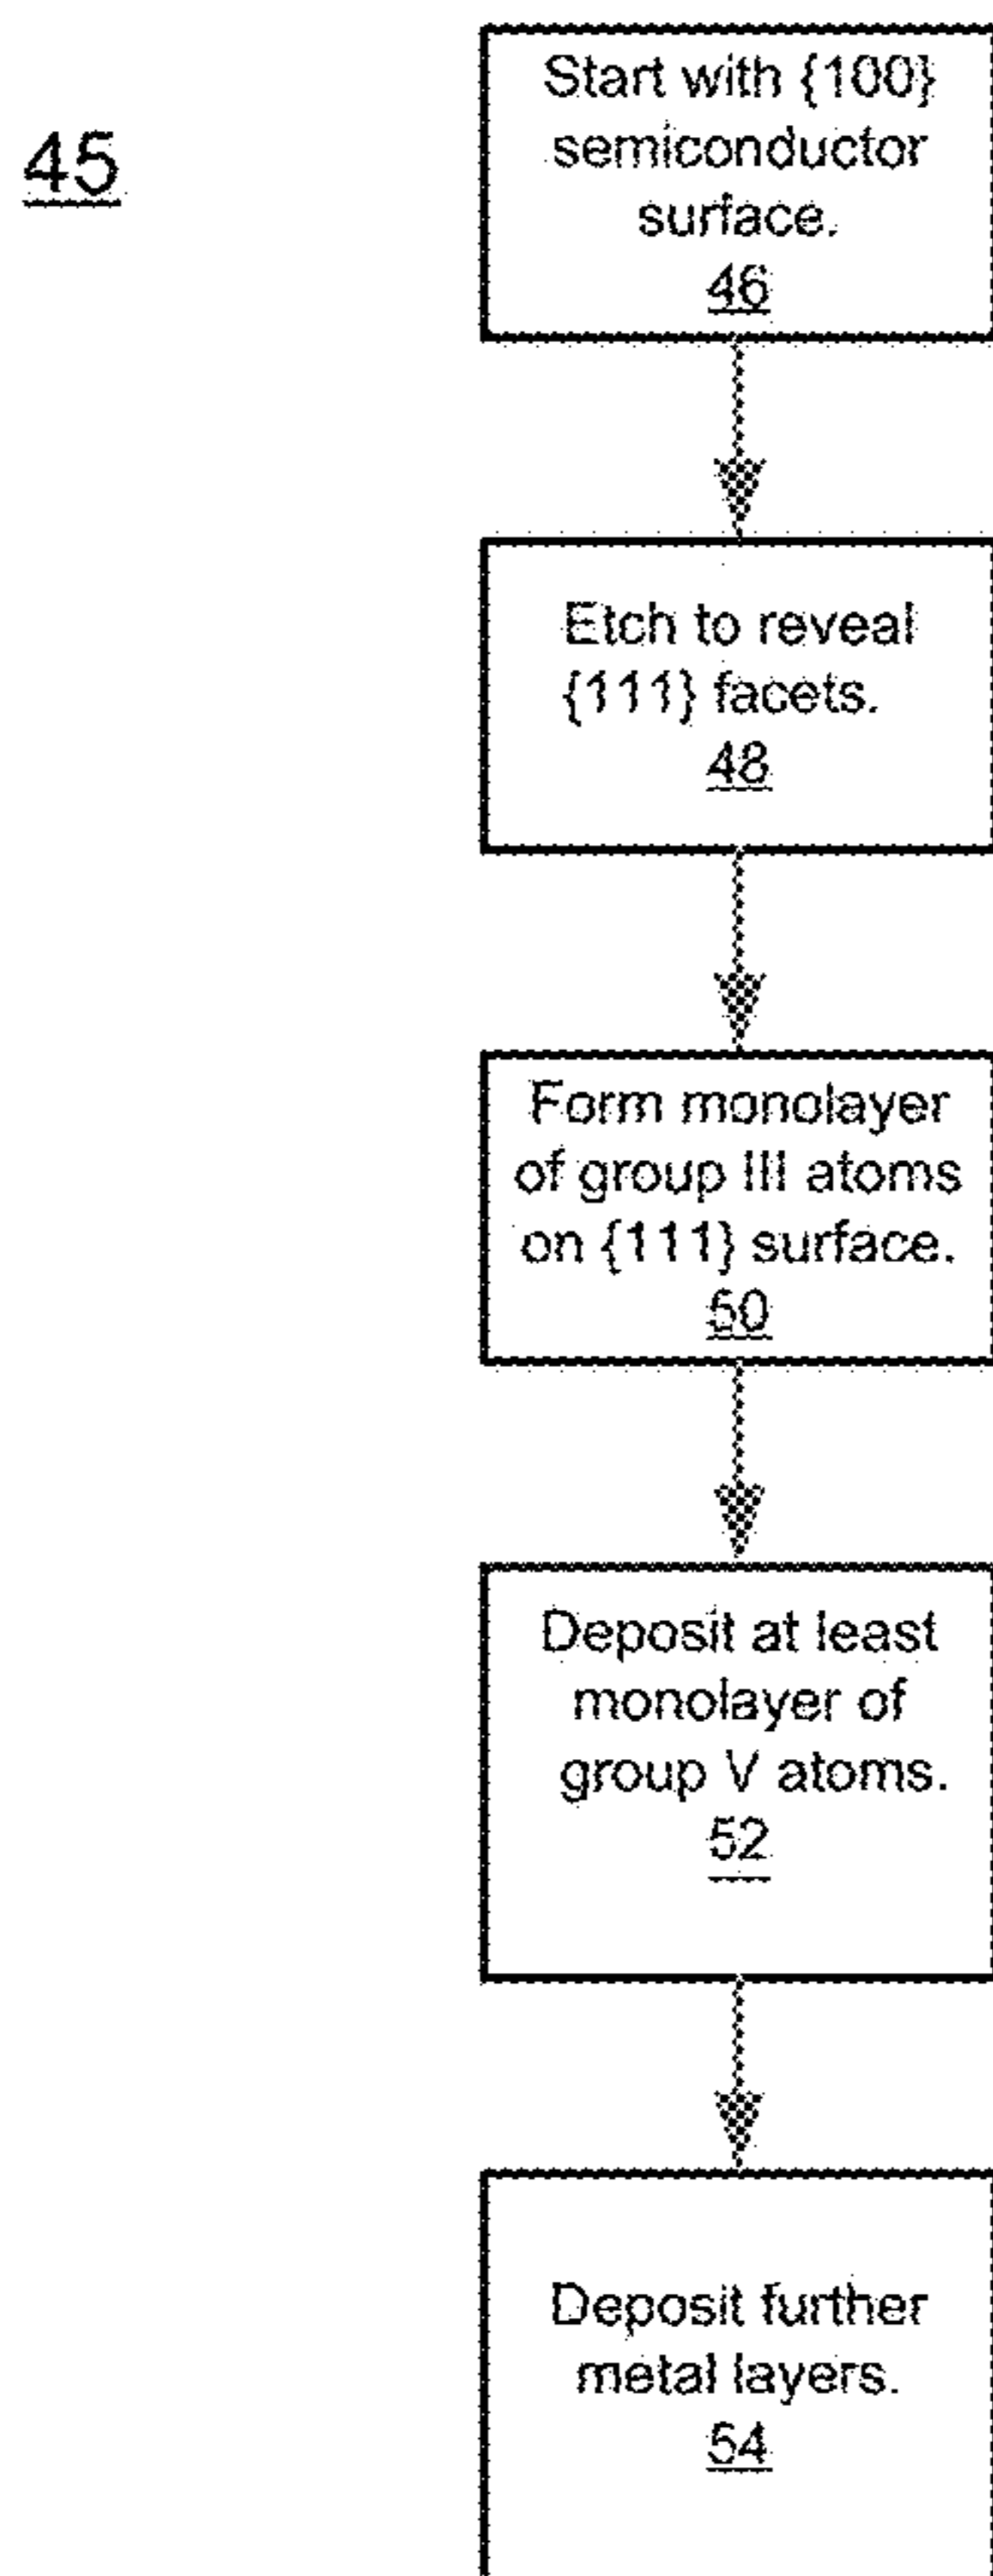 45
Start with {100}
semiconductor
surface.
46
Etch to reveal
{111} facets.
48
Form monolayer
of group III atoms
on {111} surface.
50
Deposit at least
monolayer of
group V atoms.
52
Deposit further
metal layers.
54